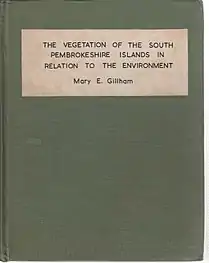 THE VEGETATION OF THE SOUTH
PEMBROKESHIRE ISLANDS IN
RELATION TO THE ENVIRONMENT
Mary E. Gillham